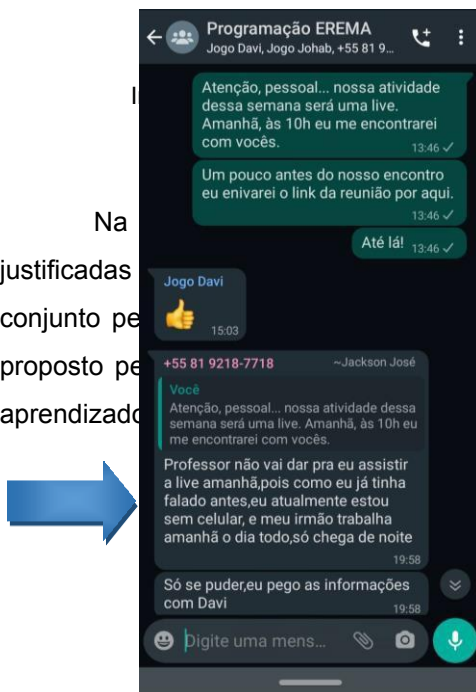 Programação EREMA
Jogo Davi, Jogo Johab, +55 81 9...
Atenção, pessoal... nossa atividade
dessa semana será uma live.
Amanhã, às 10h eu me encontrarei
com vocês.
13:46
Um pouco antes do nosso encontro
eu enivarei o link da reunião por aqui.
13:46
Até lá! 13:46
Na
justificadas
conjunto pe
proposto pe
aprendizado
Jogo Davi
15:03
+55 81 9218-7718 ~Jackson José
Você
Atenção, pessoal... nossa atividade dessa
semana será uma live. Amanhã, às 10h eu
me encontrarei com vocês.
Professor não vai dar pra eu assistir
a live amanhã,pois como eu já tinha
falado antes,eu atualmente estou
sem celular, e meu irmão trabalha
amanhã o dia todo,só chega de noite
19:58
Só se puder,eu pego as informações
com Davi
19:58
Digite uma mens...